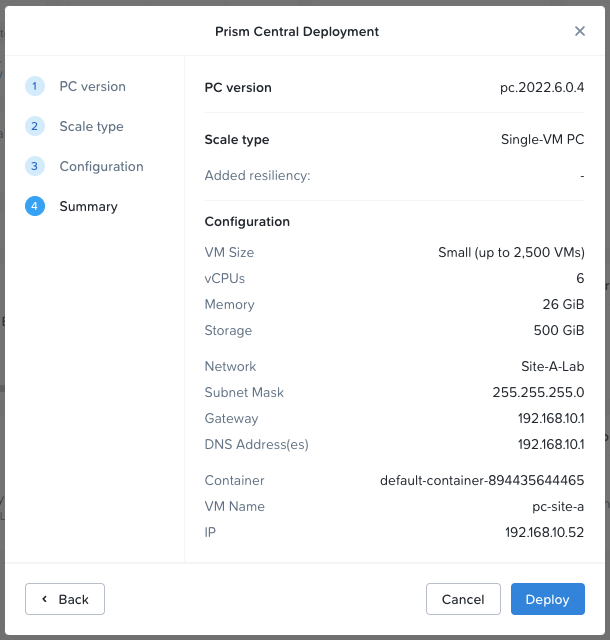 Prism Central Deployment
1 PC version
2 Scale type
3 Configuration
4 Summary
PC version pc.2022.6.0.4
Scale type Single-VM PC
Added resiliency: -
Configuration
VM Size Small (up to 2,500 VMs)
vCPUs 6
Memory 26 GiB
Storage 500 GiB
Network Site-A-Lab
Subnet Mask 255.255.255.0
Gateway 192.168.10.1
DNS Address(es) 192.168.10.1
Container default-container-894435644465
VM Name pc-site-a
IP 192.168.10.52
Back Cancel Deploy